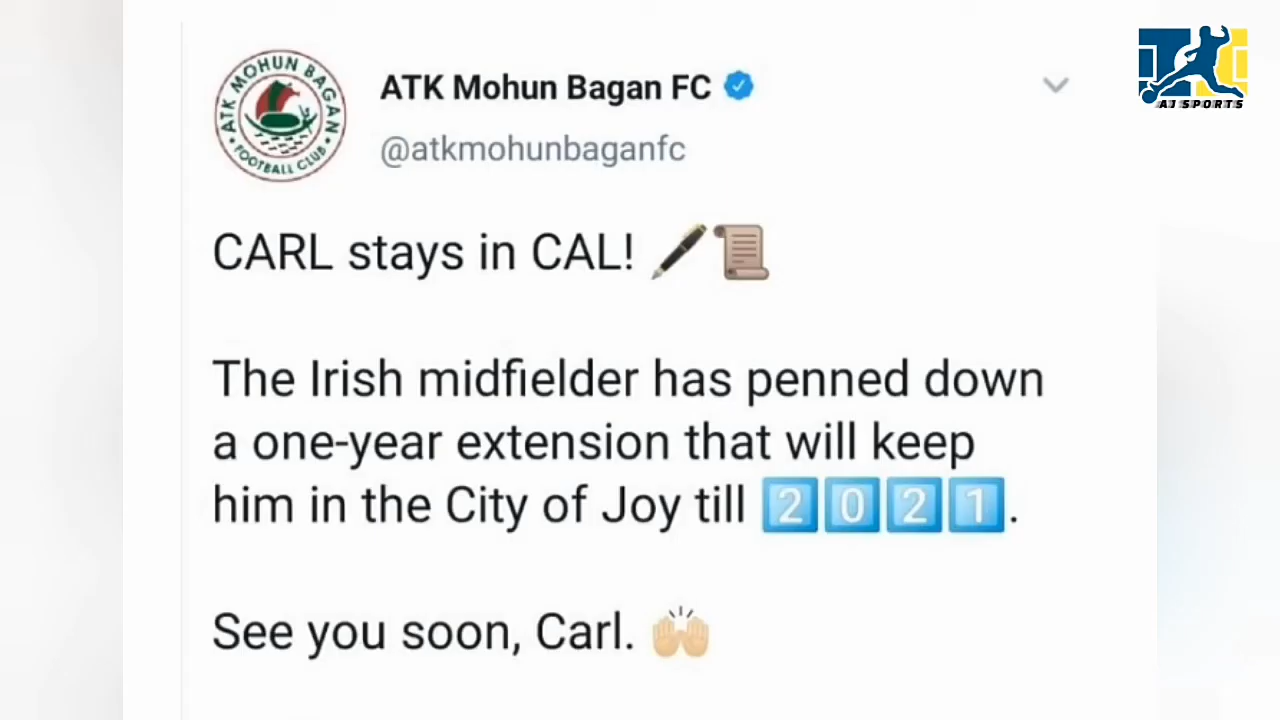 ATK Mohun Bagan FC
@atkmohunbaganfc
ATK MOHUN BAGAN
FOOTBALL CLUB
AJ SPORTS
CARL stays in CAL! 🖋️📜
The Irish midfielder has penned down
a one-year extension that will keep
him in the City of Joy till 2️⃣0️⃣2️⃣1️⃣.
See you soon, Carl. 🙌🏼